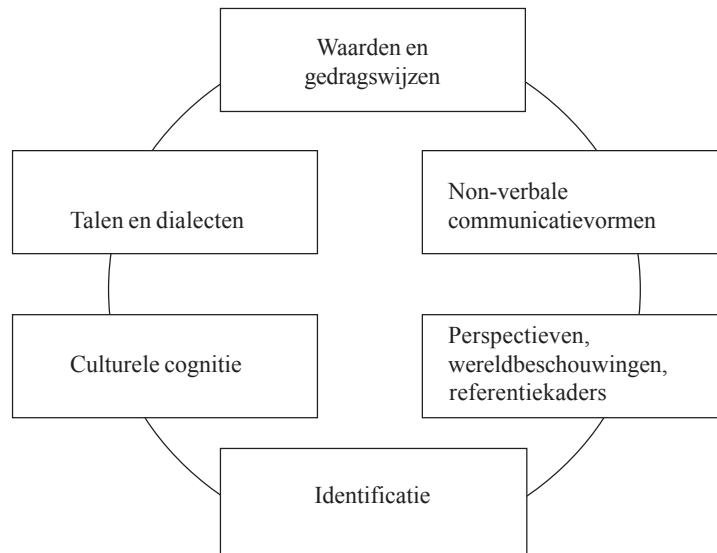 Waarden en
gedragswijzen
Talen en dialecten
Non-verbale
communicatievormen
Culturele cognitie
Perspectieven,
wereldbeschouwingen,
referentiekaders
Identificatie